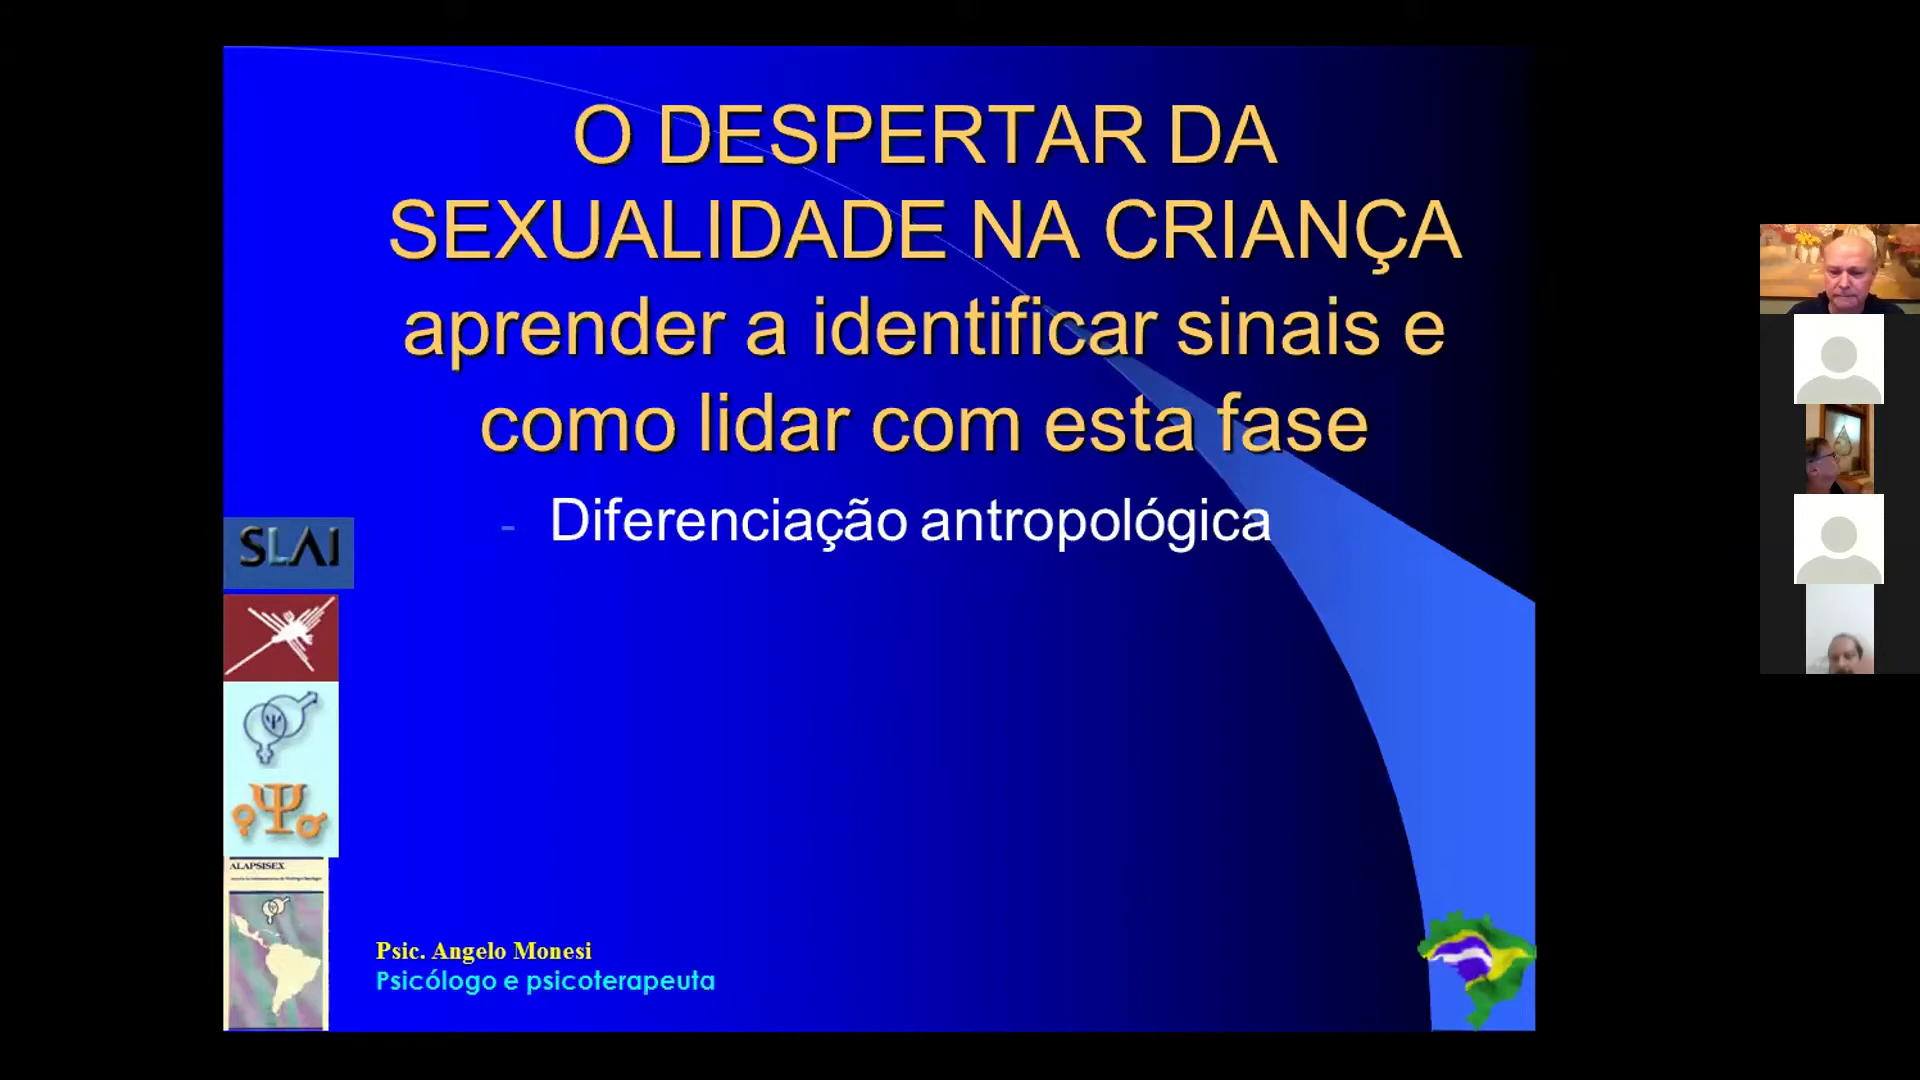 O DESPERTAR DA
SEXUALIDADE NA CRIANÇA
aprender a identificar sinais e
como lidar com esta fase
- Diferenciação antropológica
SLAI
ALAPSISEX
Psic. Angelo Monesi
Psicólogo e psicoterapeuta